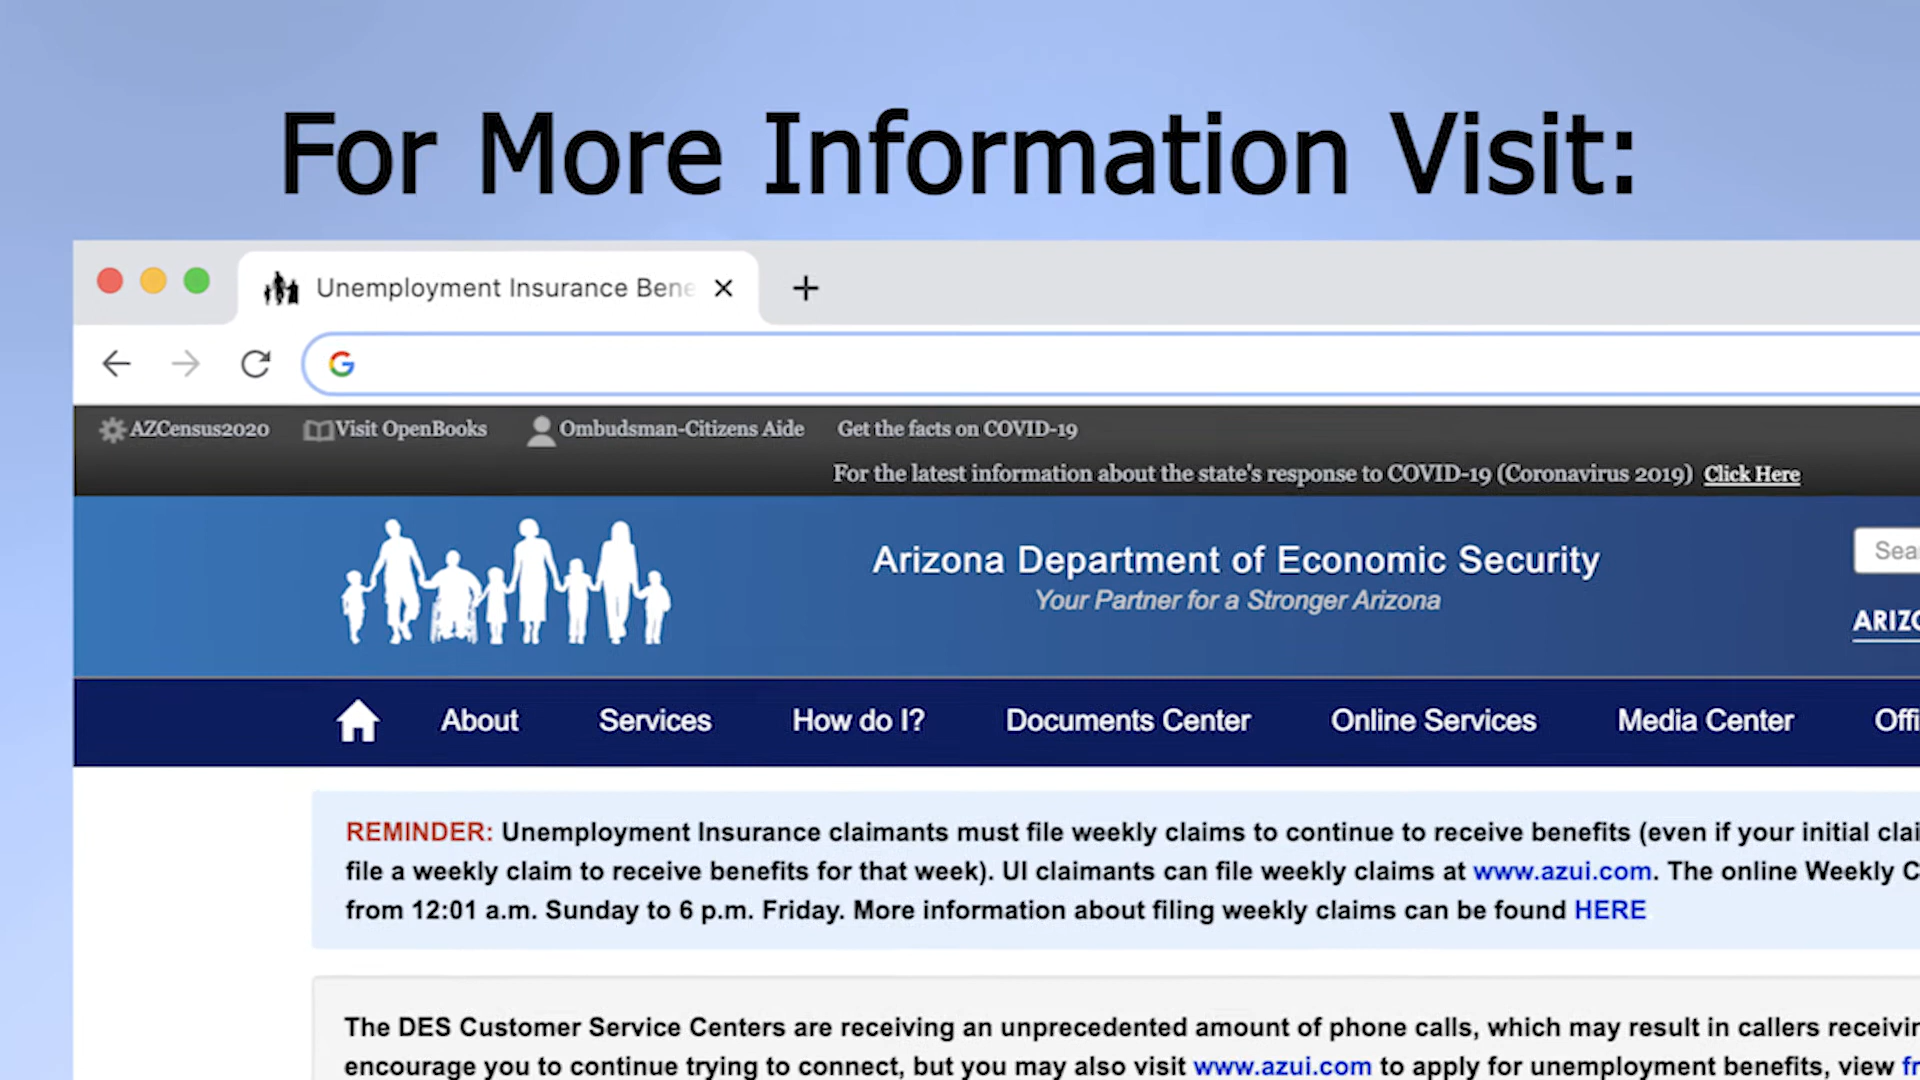 For More Information Visit:
Unemployment Insurance Bene
AZCensus2020 Visit OpenBooks Ombudsman-Citizens Aide Get the facts on COVID-19
For the latest information about the state's response to COVID-19 (Coronavirus 2019) Click Here
Arizona Department of Economic Security
Your Partner for a Stronger Arizona
Sea
ARIZO
About Services How do I? Documents Center Online Services Media Center Offi
REMINDER: Unemployment Insurance claimants must file weekly claims to continue to receive benefits (even if your initial clai
file a weekly claim to receive benefits for that week). UI claimants can file weekly claims at www.azui.com. The online Weekly C
from 12:01 a.m. Sunday to 6 p.m. Friday. More information about filing weekly claims can be found HERE
The DES Customer Service Centers are receiving an unprecedented amount of phone calls, which may result in callers receivin
encourage you to continue trying to connect, but you may also visit www.azui.com to apply for unemployment benefits, view fr